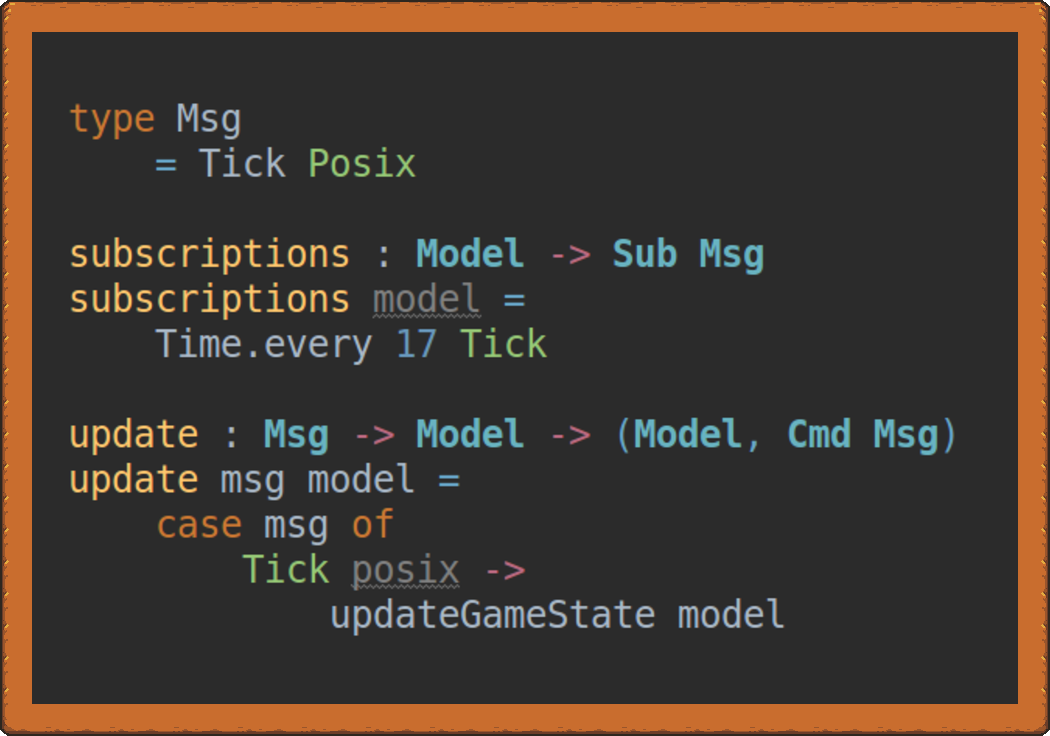 type Msg
    = Tick Posix
subscriptions : Model -> Sub Msg
subscriptions model =
    Time.every 17 Tick
update : Msg -> Model -> (Model, Cmd Msg)
update msg model =
    case msg of
        Tick posix ->
            updateGameState model